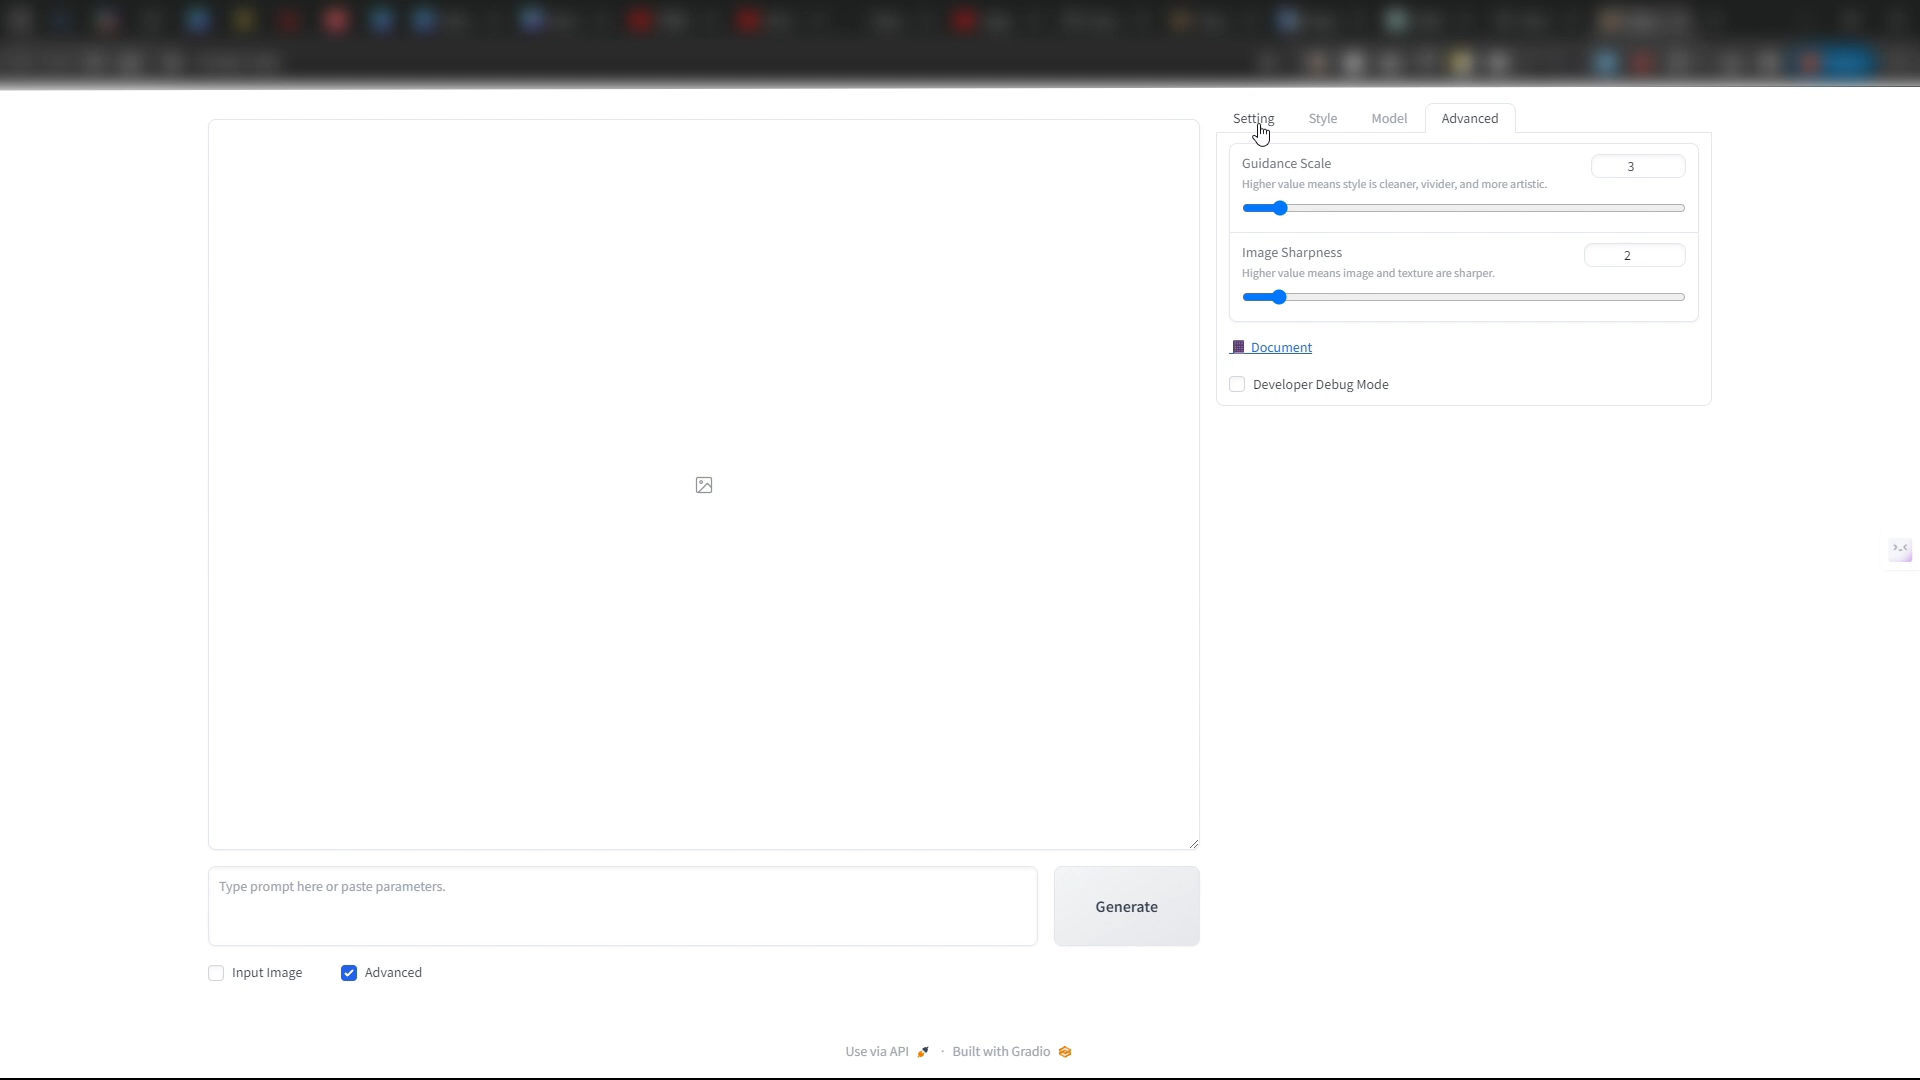 Setting Style Model Advanced
Guidance Scale 3
Higher value means style is cleaner, vivider, and more artistic.
Image Sharpness 2
Higher value means image and texture are sharper.
Document
Developer Debug Mode
Type prompt here or paste parameters.
Generate
Input Image Advanced
Use via API · Built with Gradio